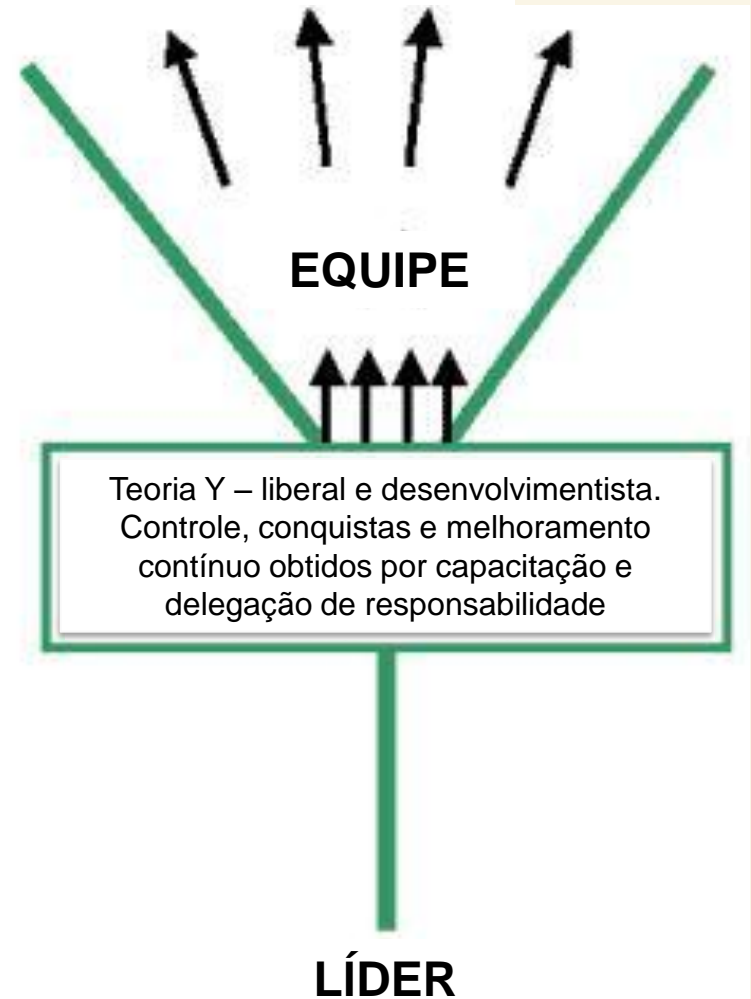 EQUIPE
Teoria Y – liberal e desenvolvimentista.
Controle, conquistas e melhoramento
contínuo obtidos por capacitação e
delegação de responsabilidade
LÍDER